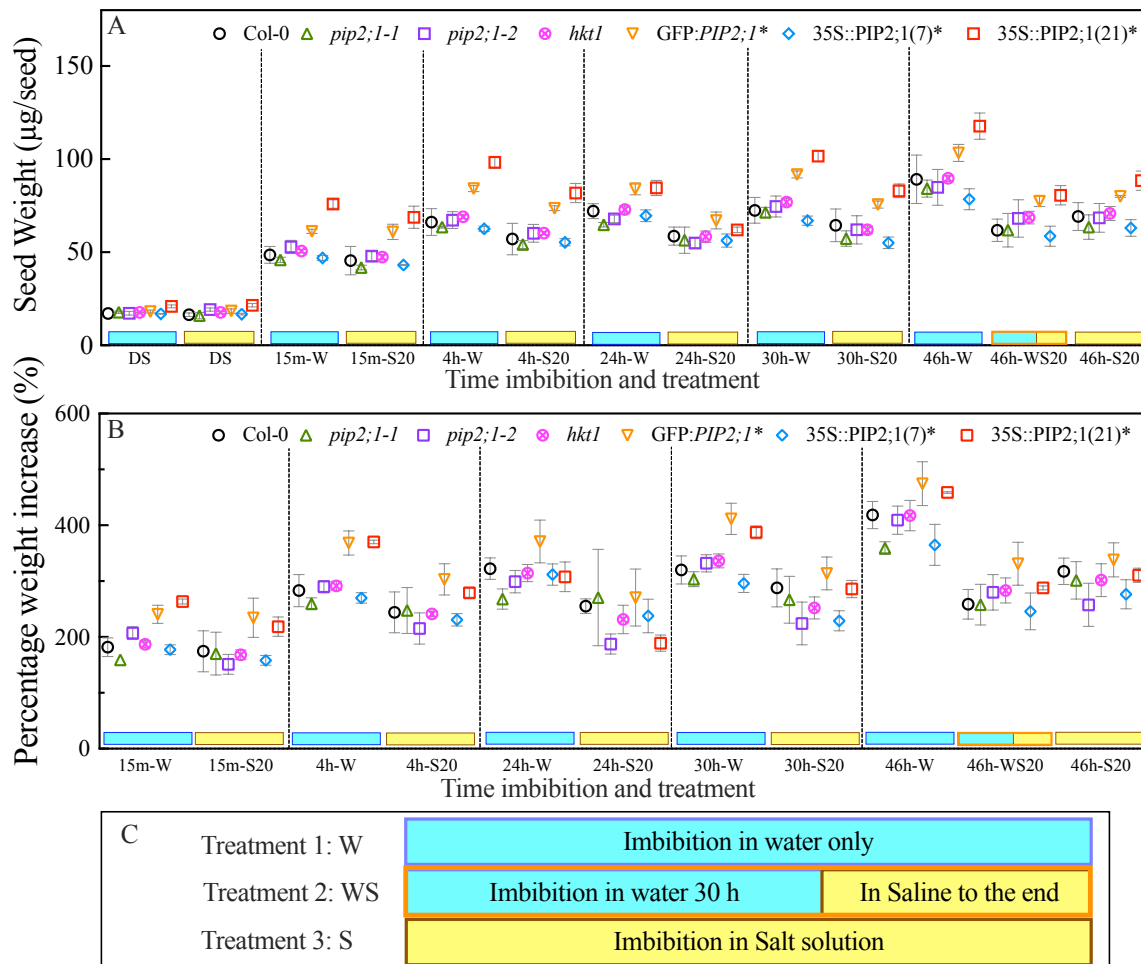 A
Col-0 pip2;1-1 pip2;1-2 hkt1 GFP:PIP2;1* 35S::PIP2;1(7)* 35S::PIP2;1(21)*
Seed Weight (µg/seed)
150
100
50
0
DS DS 15m-W 15m-S20 4h-W 4h-S20 24h-W 24h-S20 30h-W 30h-S20 46h-W 46h-WS20 46h-S20
Time imbibition and treatment
B
Col-0 pip2;1-1 pip2;1-2 hkt1 GFP:PIP2;1* 35S::PIP2;1(7)* 35S::PIP2;1(21)*
Percentage weight increase (%)
600
400
200
0
15m-W 15m-S20 4h-W 4h-S20 24h-W 24h-S20 30h-W 30h-S20 46h-W 46h-WS20 46h-S20
Time imbibition and treatment
C
Treatment 1: W Imbibition in water only
Treatment 2: WS Imbibition in water 30 h In Saline to the end
Treatment 3: S Imbibition in Salt solution